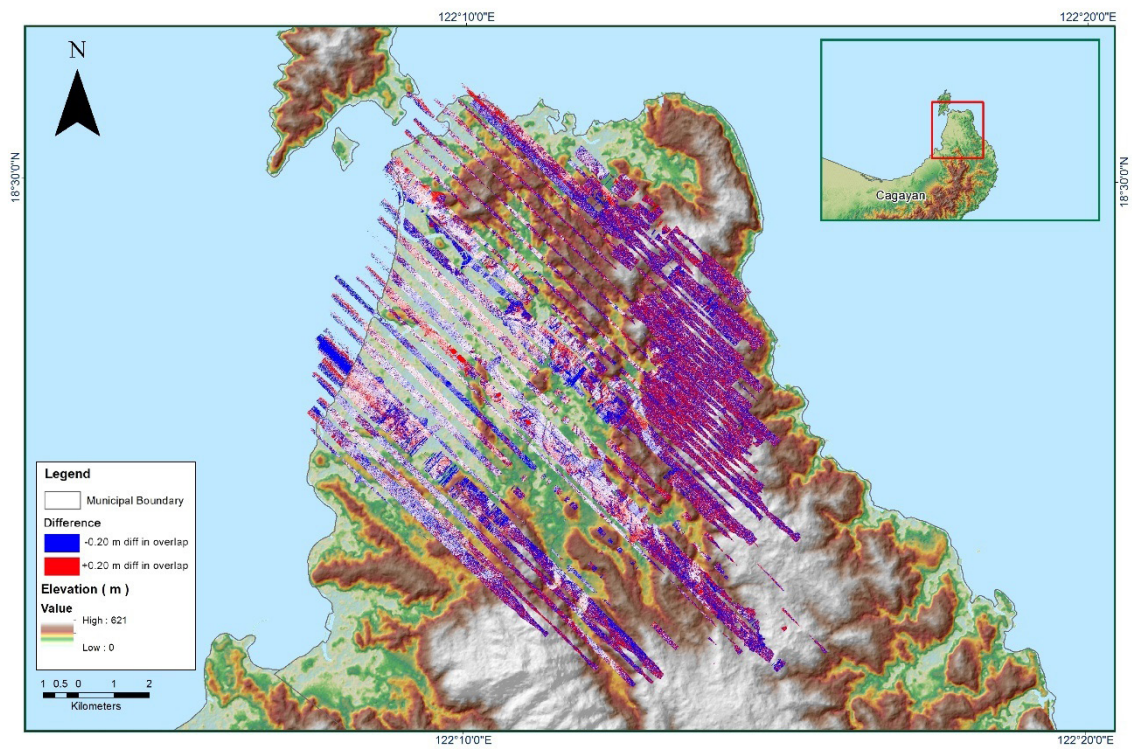 122°10'0"E
122°20'0"E
N
18°30'0"N
18°30'0"N
Cagayan
Legend
Municipal Boundary
Difference
-0.20 m diff in overlap
+0.20 m diff in overlap
Elevation ( m )
Value
High : 621
Low : 0
1 0.5 0 1 2
Kilometers
122°10'0"E
122°20'0"E